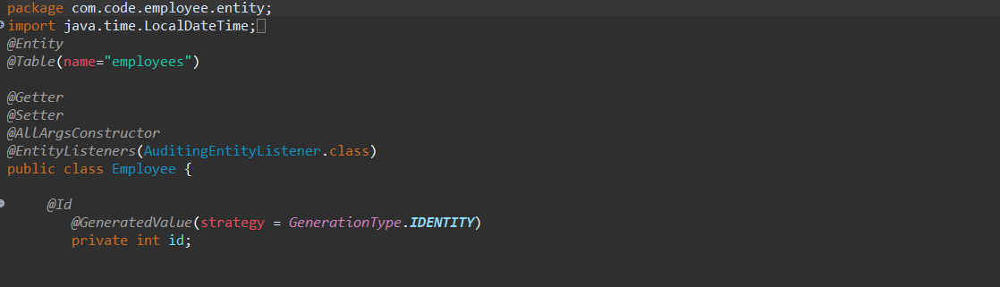 package com.code.employee.entity;
import java.time.LocalDateTime;
@Entity
@Table(name="employees")
@Getter
@Setter
@AllArgsConstructor
@EntityListeners(AuditingEntityListener.class)
public class Employee {
@Id
@GeneratedValue(strategy = GenerationType.IDENTITY)
private int id;